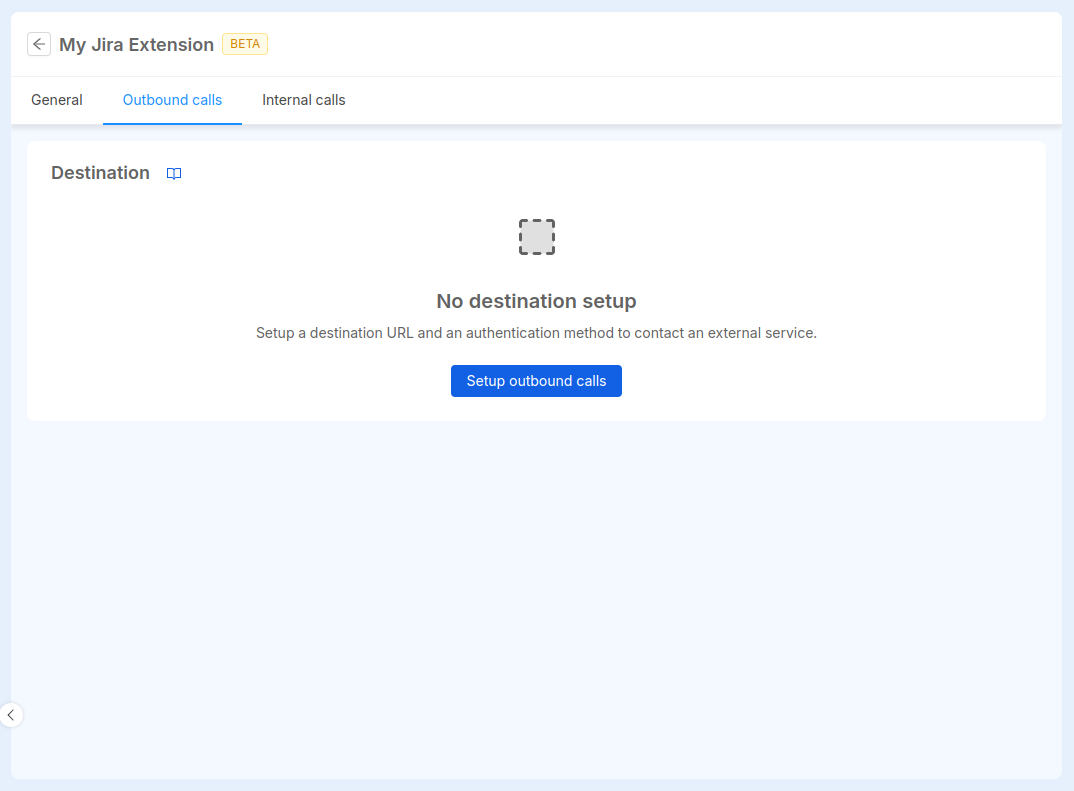 My Jira Extension BETA
General Outbound calls Internal calls
Destination
No destination setup
Setup a destination URL and an authentication method to contact an external service.
Setup outbound calls